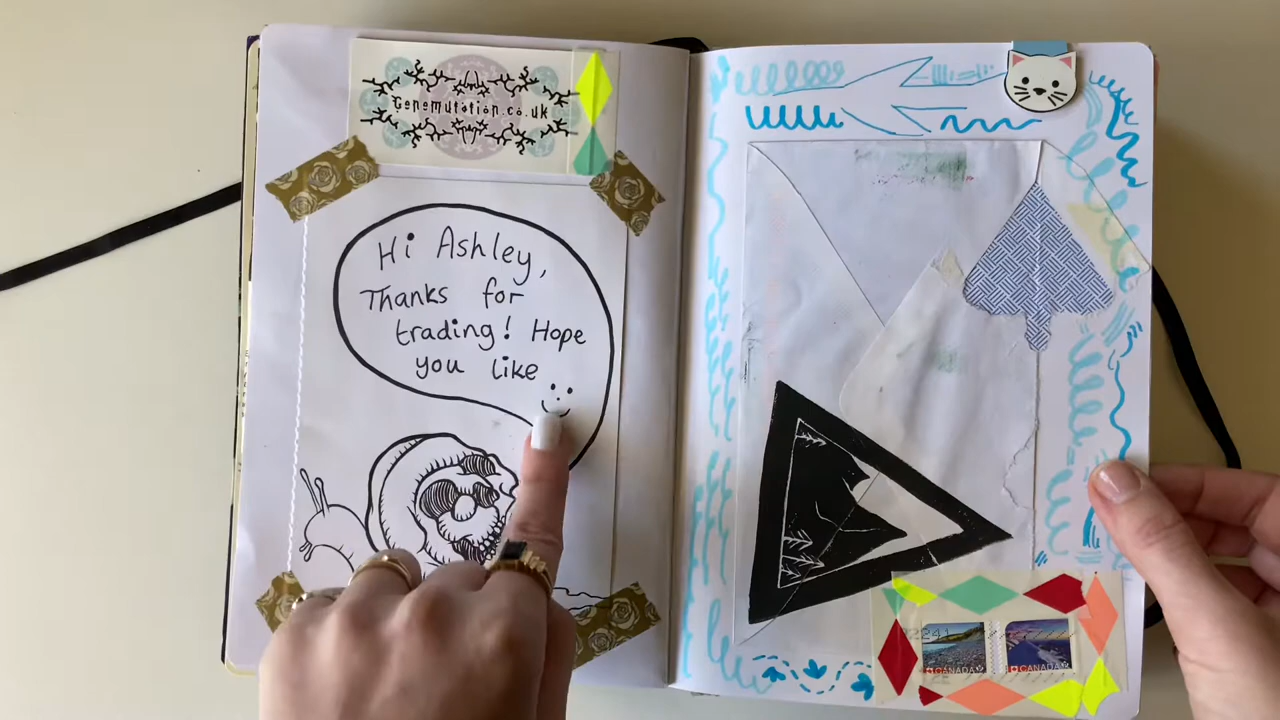 Genemutation.co.uk
Hi Ashley,
Thanks for
trading! Hope
you like
CANADA
CANADA